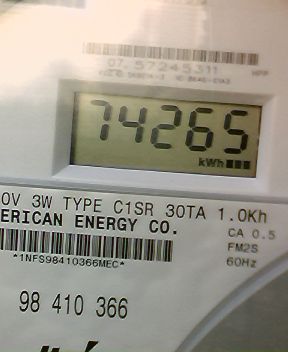 07. 57245311
HPP
74265
kWh
0V 3W TYPE C1SR 30TA 1.0Kh
ERICAN ENERGY CO.
CA 0.5
FM2S
*1NFS98410366MEC*
60Hz
98 410 366